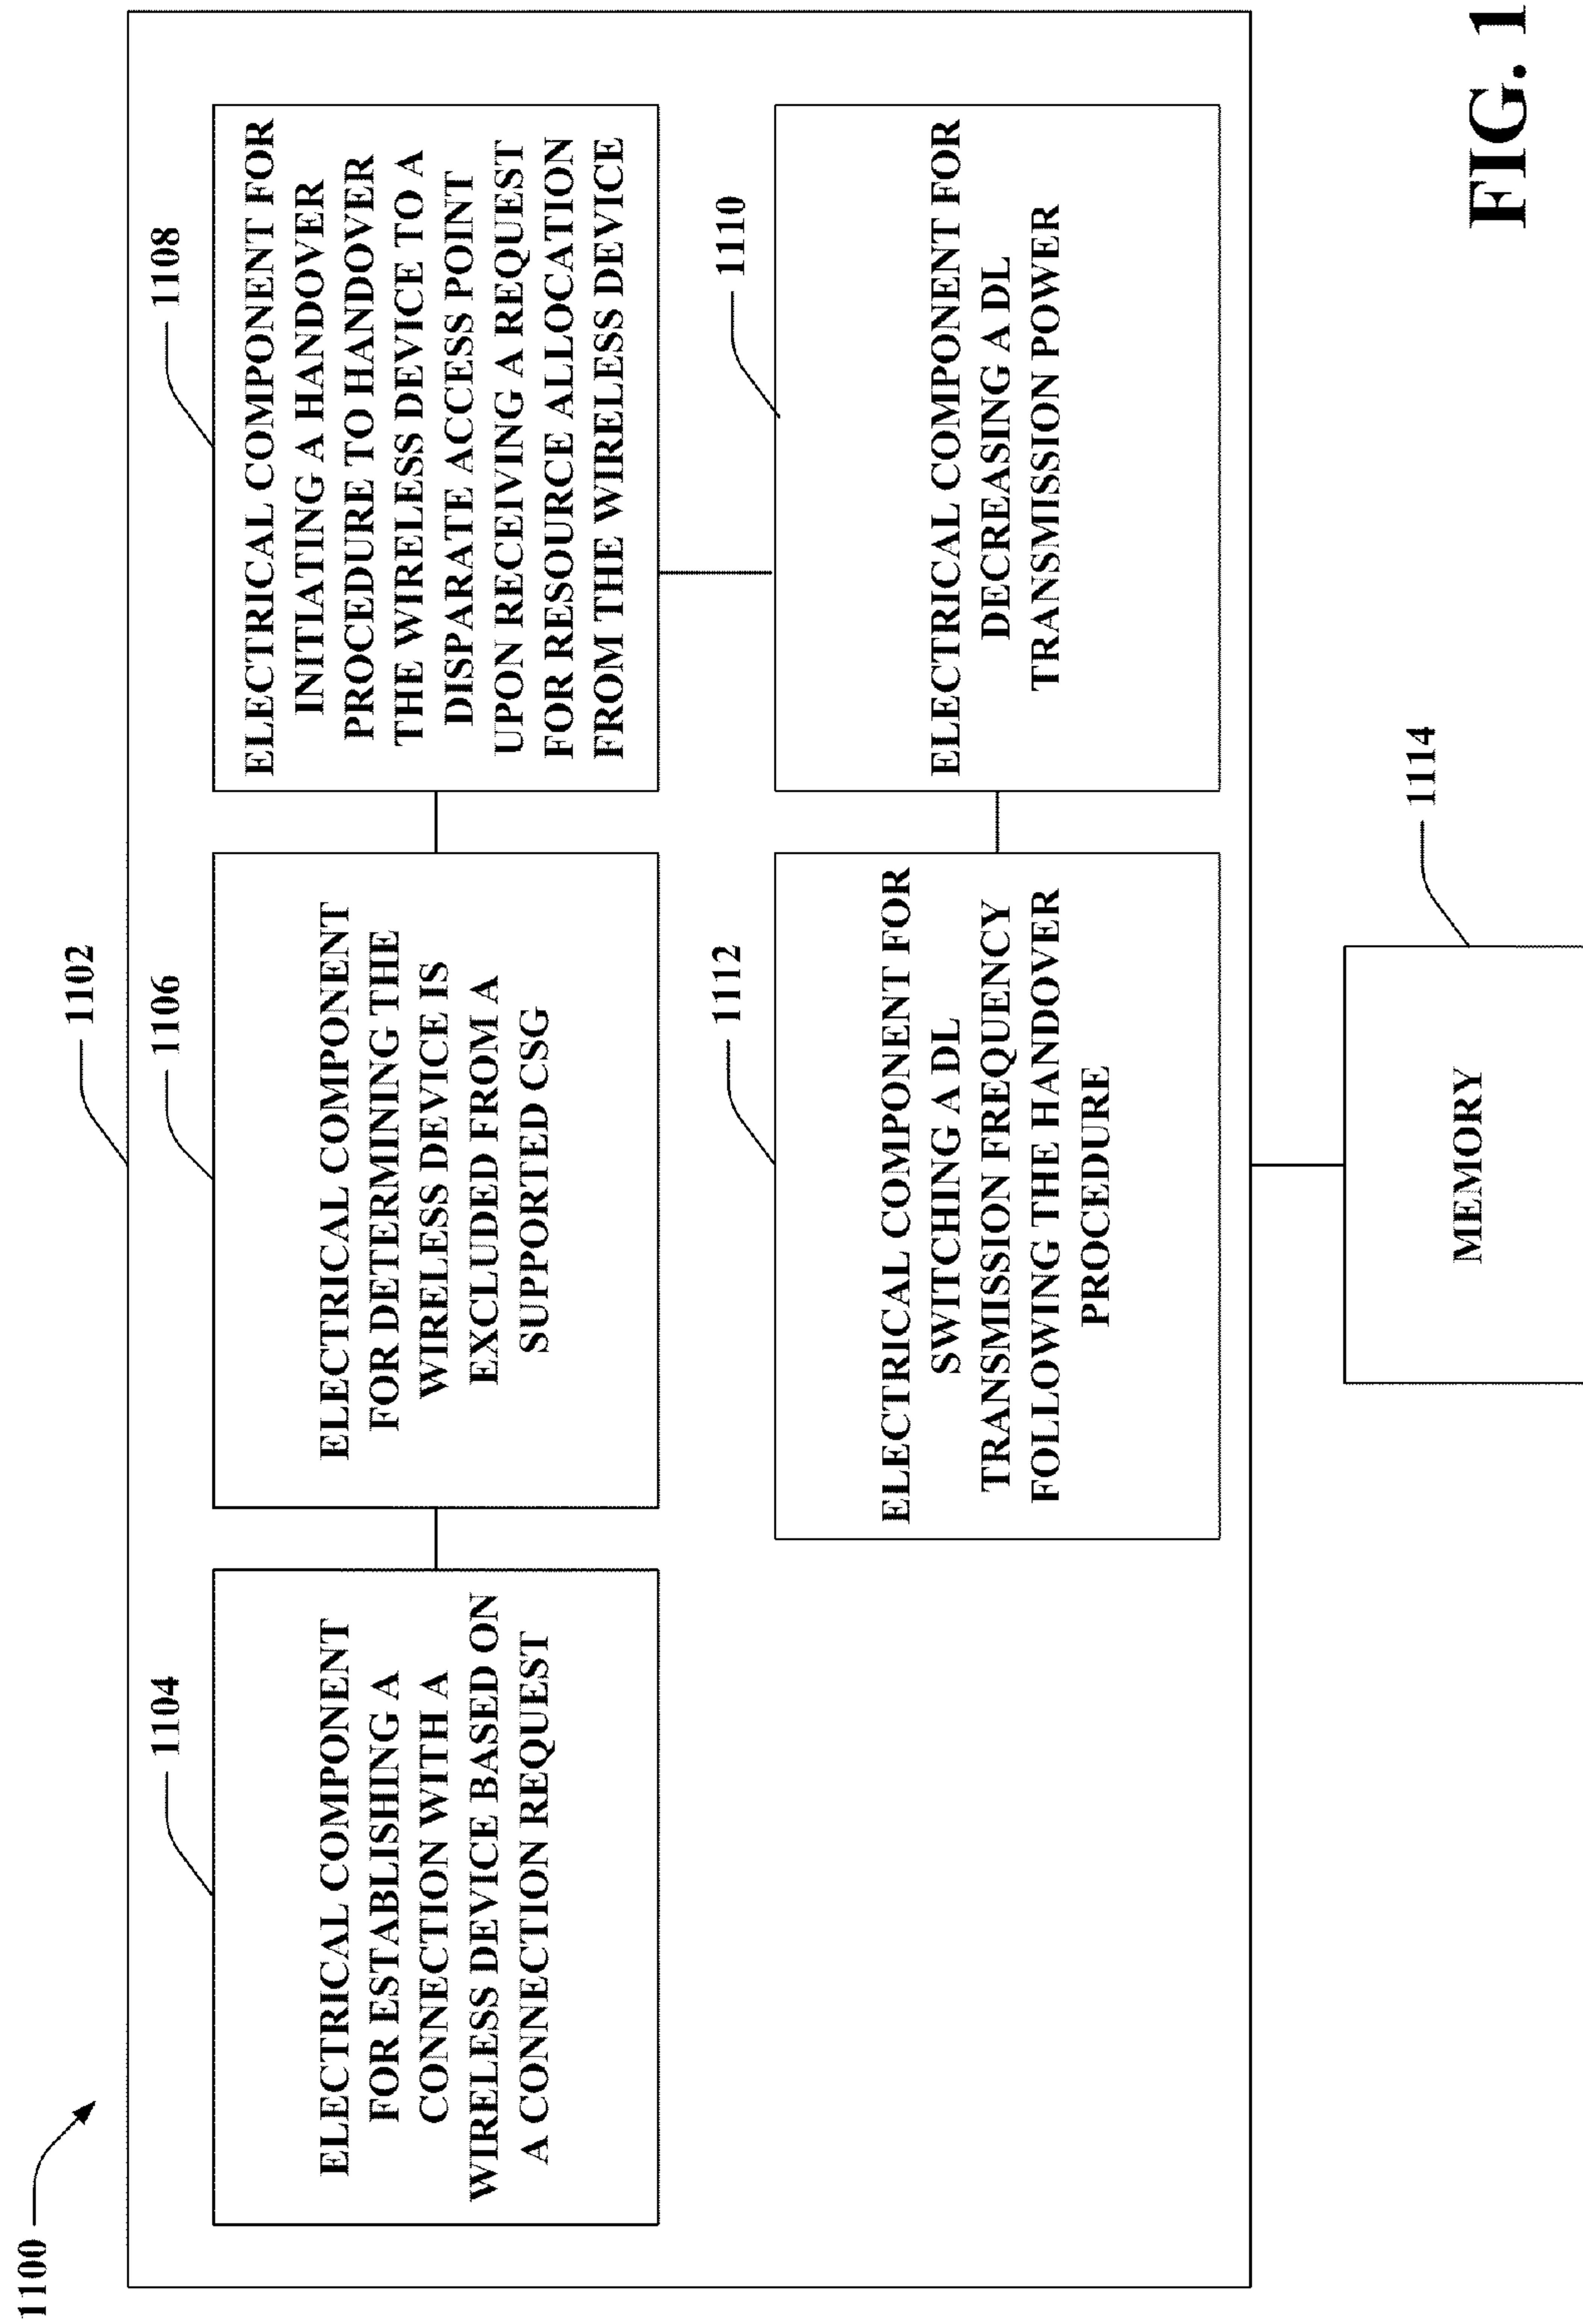 1100
1102
1104
ELECTRICAL COMPONENT
FOR ESTABLISHING A
CONNECTION WITH A
WIRELESS DEVICE BASED ON
A CONNECTION REQUEST
1106
ELECTRICAL COMPONENT
FOR DETERMINING THE
WIRELESS DEVICE IS
EXCLUDED FROM A
SUPPORTED CSG
1108
ELECTRICAL COMPONENT FOR
INITIATING A HANDOVER
PROCEDURE TO HANDOVER
THE WIRELESS DEVICE TO A
DISPARATE ACCESS POINT
UPON RECEIVING A REQUEST
FOR RESOURCE ALLOCATION
FROM THE WIRELESS DEVICE
1112
ELECTRICAL COMPONENT FOR
SWITCHING A DL
TRANSMISSION FREQUENCY
FOLLOWING THE HANDOVER
PROCEDURE
1110
ELECTRICAL COMPONENT FOR
DECREASING A DL
TRANSMISSION POWER
1114
MEMORY
FIG. 1